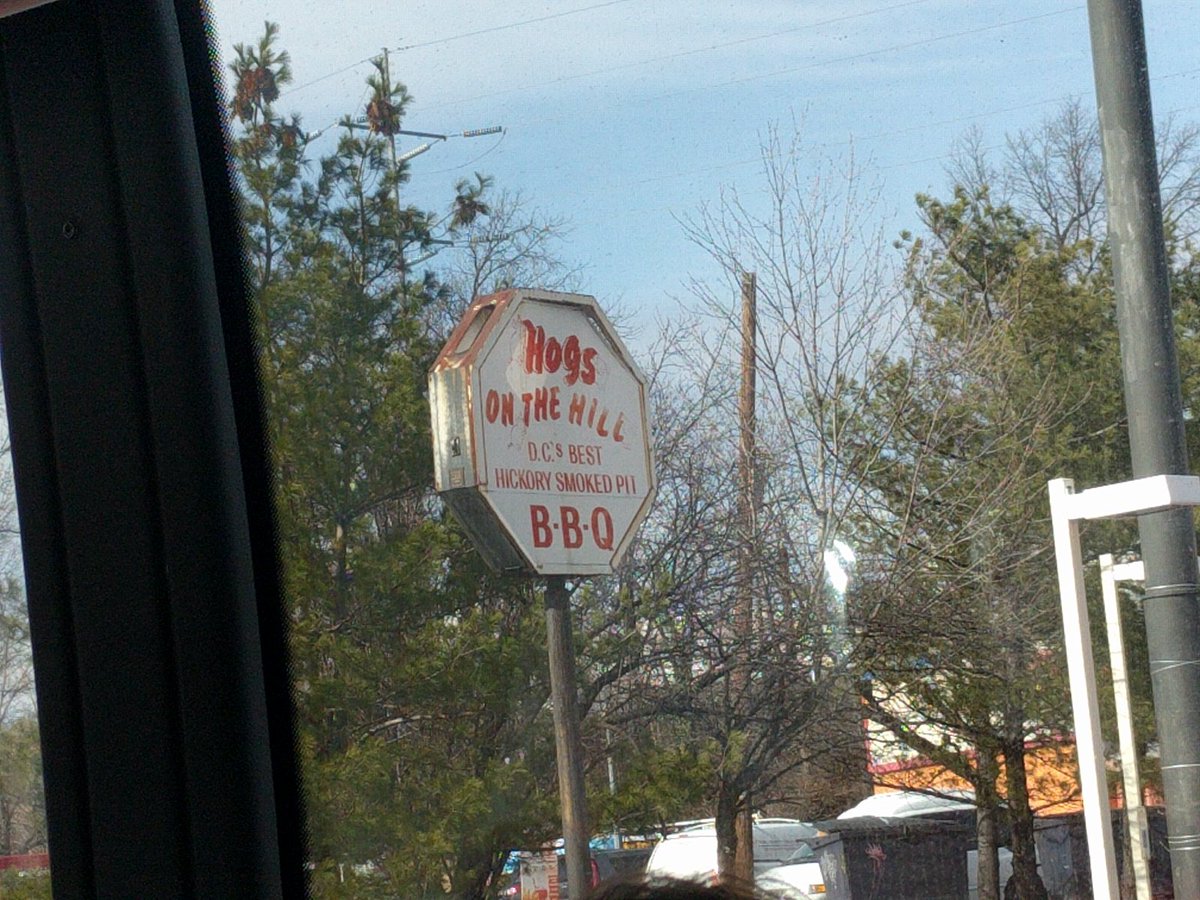 Hogs
ON THE HILL
D.C.'s BEST
HICKORY SMOKED PIT
B·B·Q